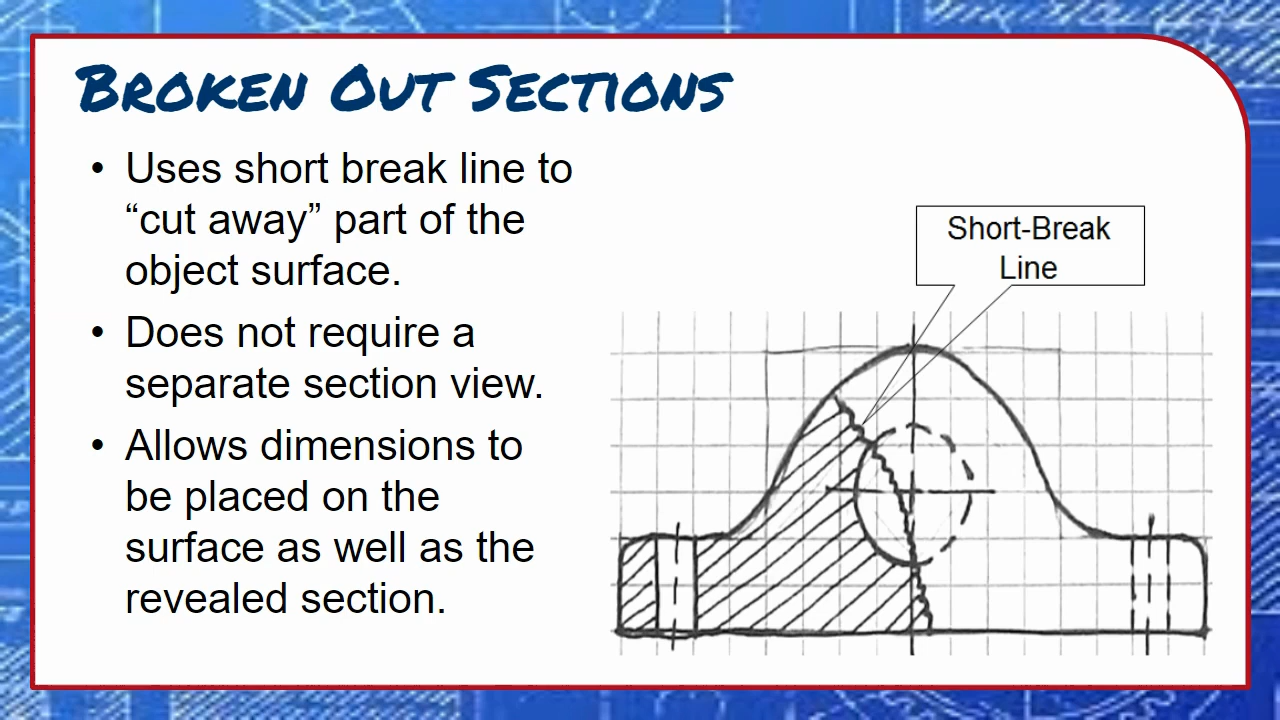 Broken Out Sections
• Uses short break line to
“cut away” part of the
object surface.
• Does not require a
separate section view.
• Allows dimensions to
be placed on the
surface as well as the
revealed section.
Short-Break
Line